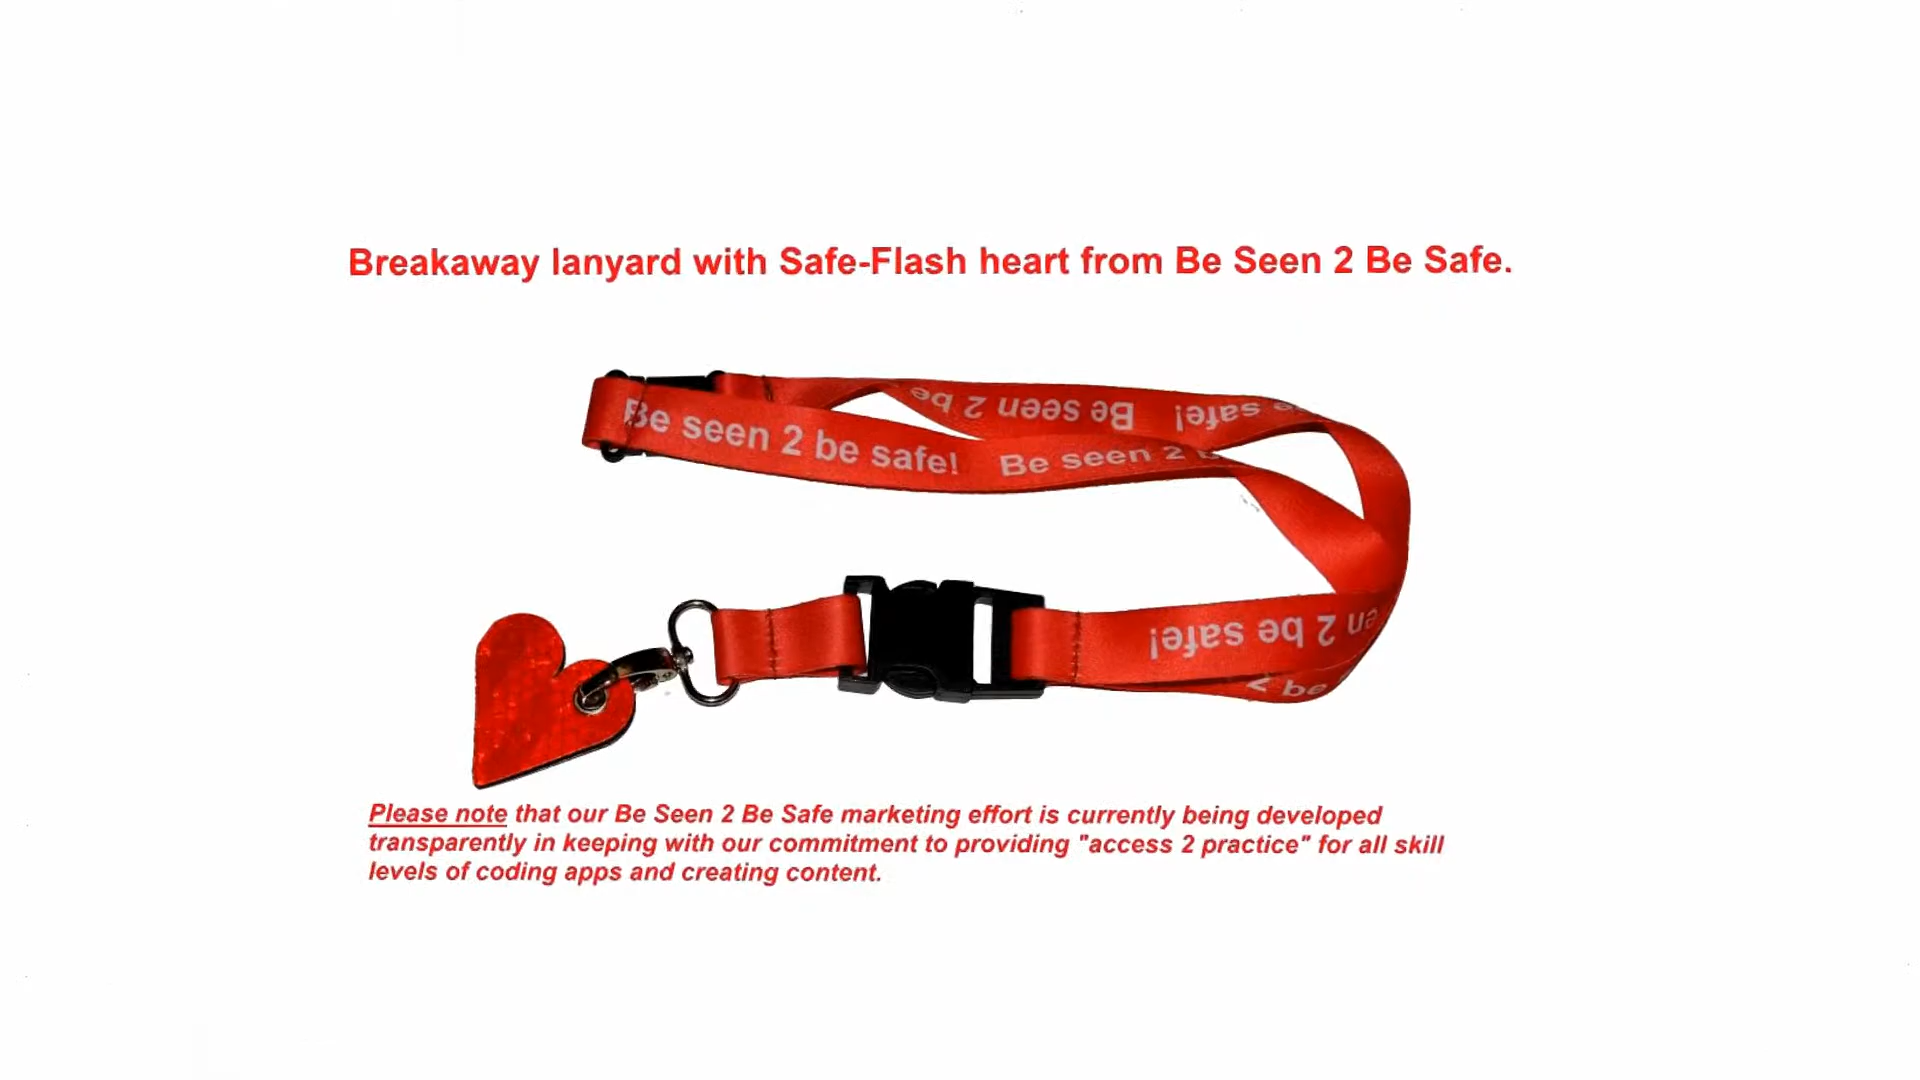 Breakaway lanyard with Safe-Flash heart from Be Seen 2 Be Safe.
Be seen 2 be Be safe!
Be seen 2 be safe! Be seen 2
2 be safe!
2 be
Please note that our Be Seen 2 Be Safe marketing effort is currently being developed
transparently in keeping with our commitment to providing "access 2 practice" for all skill
levels of coding apps and creating content.